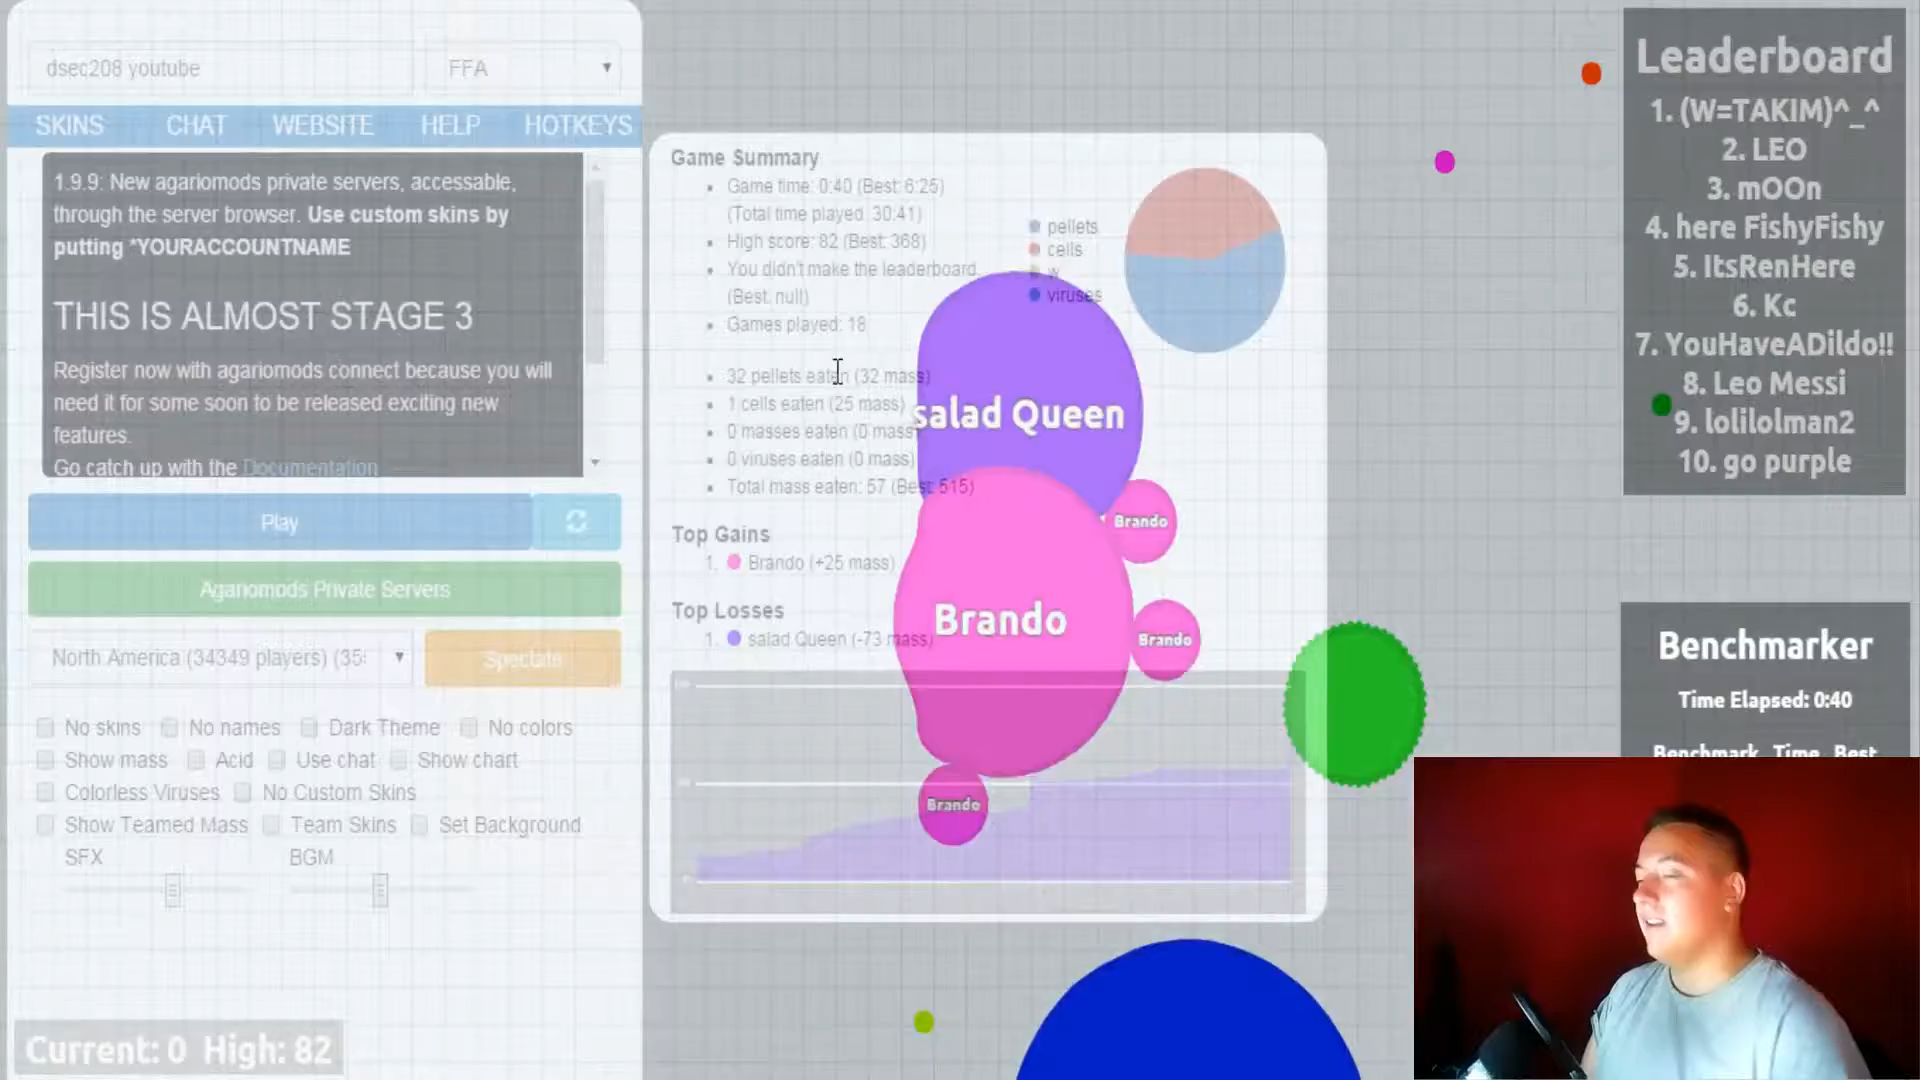 dsec208 youtube
FFA
SKINS CHAT WEBSITE HELP HOTKEYS
1.9.9: New agariomods private servers, accessable,
through the server browser. Use custom skins by
putting *YOURACCOUNTNAME
THIS IS ALMOST STAGE 3
Register now with agariomods connect because you will
need it for some soon to be released exciting new
features.
Go catch up with the Documentation
Play
Agariomods Private Servers
North America (34349 players) (35
Spectate
No skins No names Dark Theme No colors
Show mass Acid Use chat Show chart
Colorless Viruses No Custom Skins
Show Teamed Mass Team Skins Set Background
SFX BGM
Current: 0 High: 82
Game Summary
Game time: 0:40 (Best: 6:25)
(Total time played: 30:41)
High score: 82 (Best: 368)
You didn't make the leaderboard
(Best: null)
Games played: 18
32 pellets eaten (32 mass)
1 cells eaten (25 mass)
0 masses eaten (0 mass
0 viruses eaten (0 mass)
Total mass eaten: 57 (Best: 515)
Top Gains
1. Brando (+25 mass)
Top Losses
1. salad Queen (-73 mass)
pellets
cells
w
viruses
salad Queen
Brando
Brando
Brando
Brando
Leaderboard
1. (W=TAKIM)^_^
2. LEO
3. mOOn
4. here FishyFishy
5. ItsRenHere
6. Kc
7. YouHaveADildo!!
8. Leo Messi
9. lolilolman2
10. go purple
Benchmarker
Time Elapsed: 0:40
Benchmark Time Best